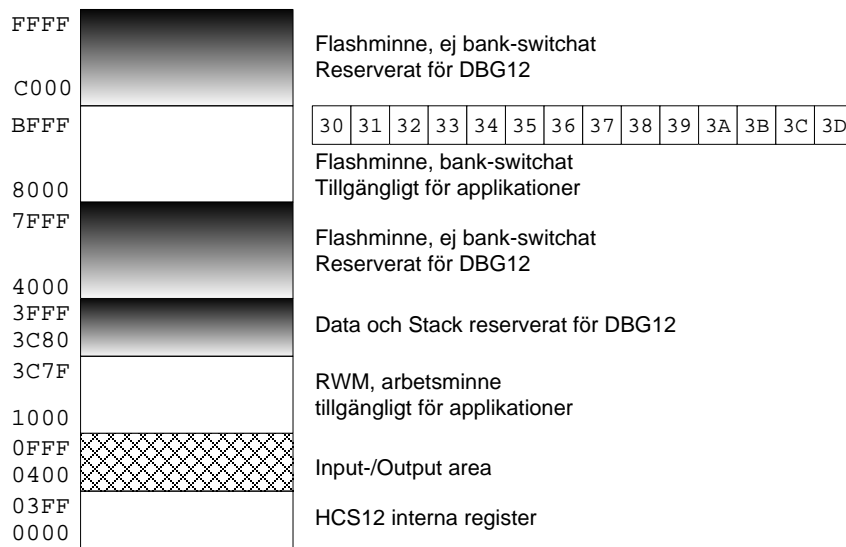 FFFF
Flashminne, ej bank-switchat
Reserverat för DBG12
C000
BFFF
30 31 32 33 34 35 36 37 38 39 3A 3B 3C 3D
Flashminne, bank-switchat
Tillgängligt för applikationer
8000
7FFF
Flashminne, ej bank-switchat
Reserverat för DBG12
4000
3FFF
Data och Stack reserverat för DBG12
3C80
3C7F
RWM, arbetsminne
tillgängligt för applikationer
1000
0FFF
Input-/Output area
0400
03FF
HCS12 interna register
0000